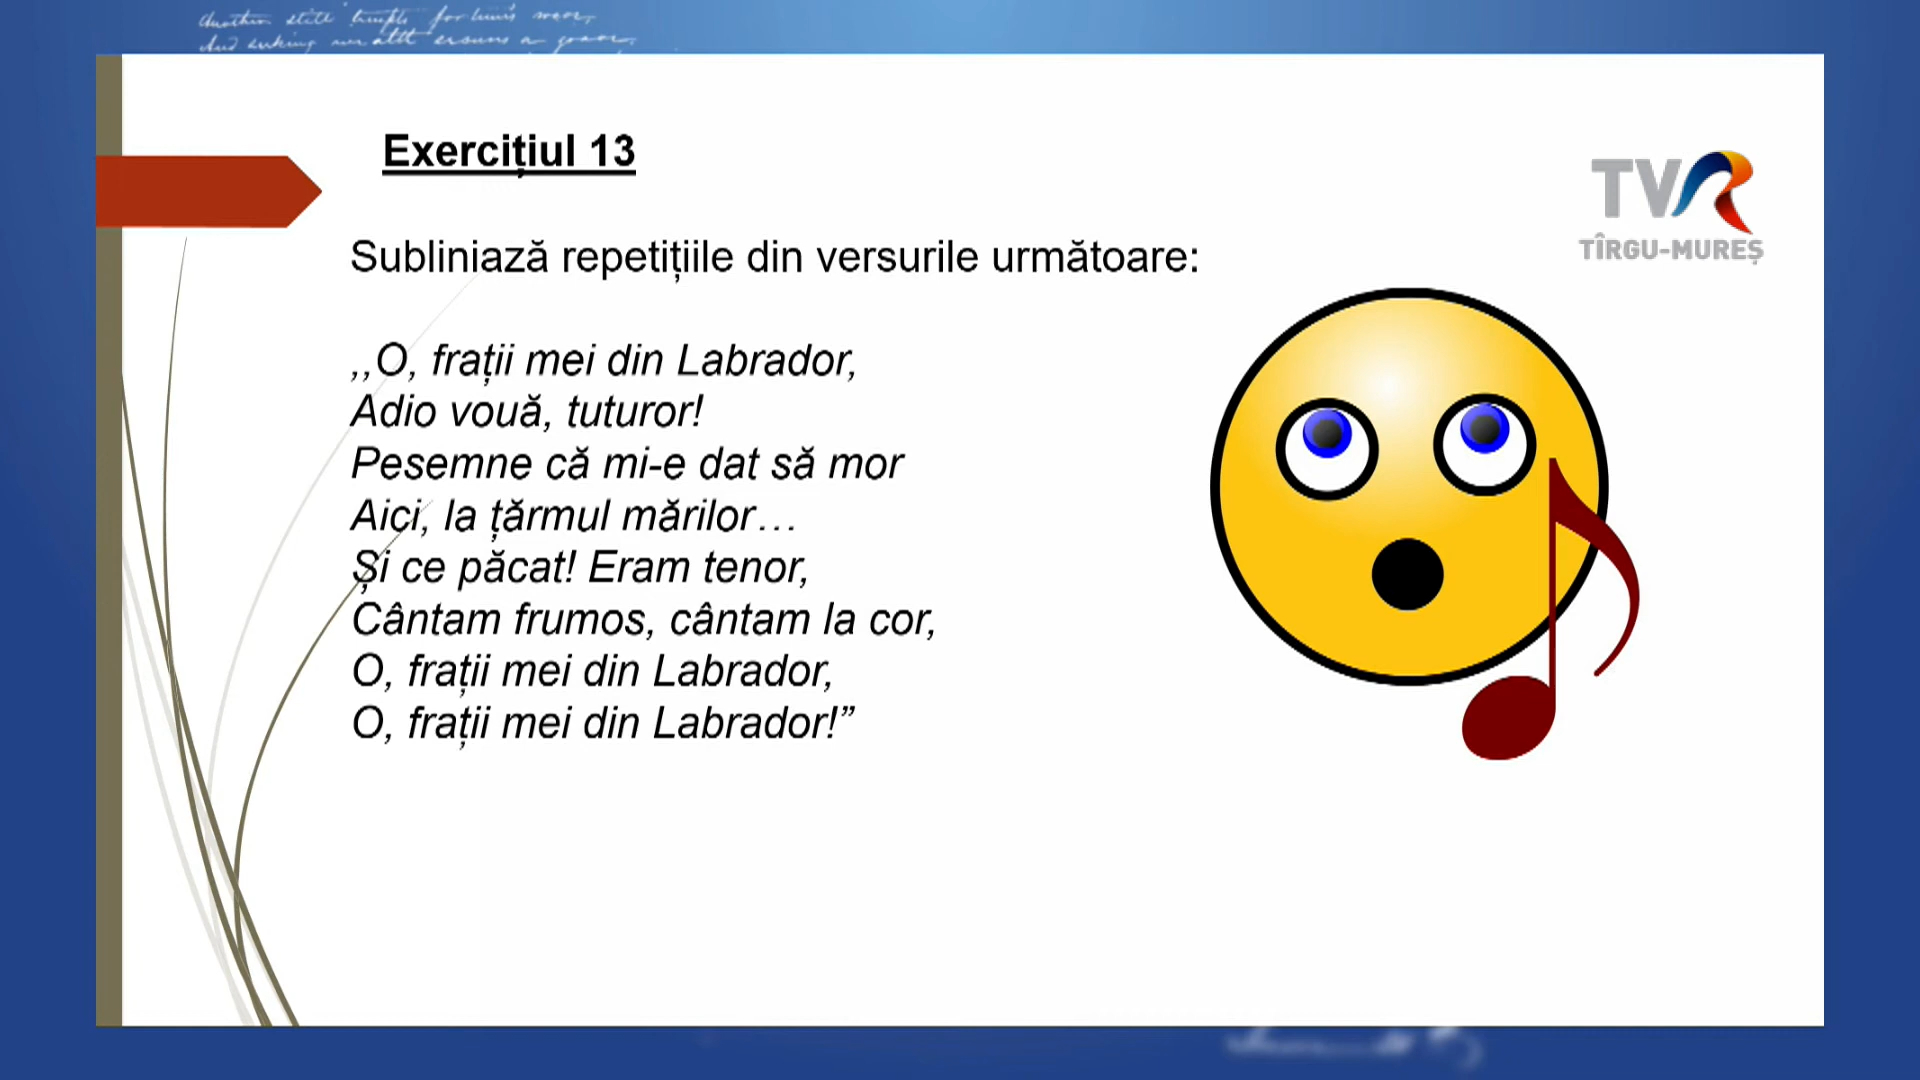 Another
Exercițiul 13
TVR
TÎRGU-MUREȘ
Subliniază repetițiile din versurile următoare:
,,O, frații mei din Labrador,
Adio vouă, tuturor!
Pesemne că mi-e dat să mor
Aici, la țărmul mărilor…
Și ce păcat! Eram tenor,
Cântam frumos, cântam la cor,
O, frații mei din Labrador,
O, frații mei din Labrador!”